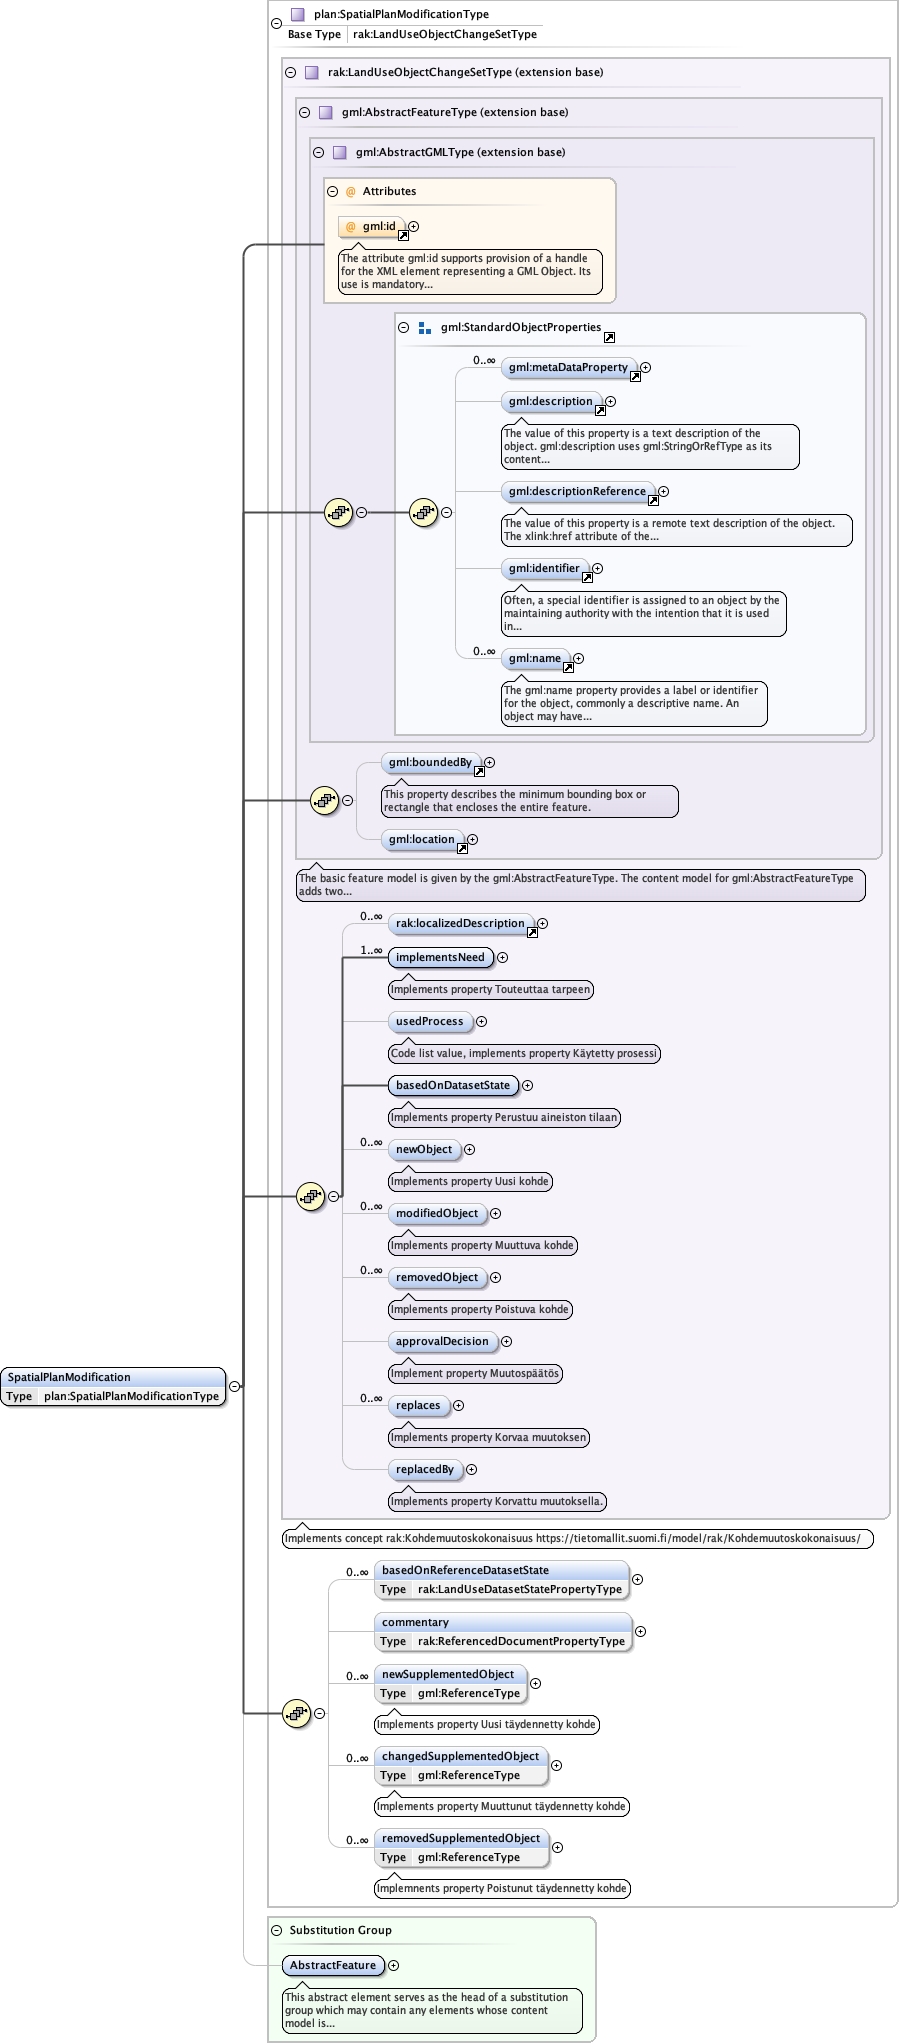 plan:SpatialPlanModificationType
Base Type rak:LandUseObjectChangeSetType
rak:LandUseObjectChangeSetType (extension base)
gml:AbstractFeatureType (extension base)
gml:AbstractGMLType (extension base)
@ Attributes
@ gml:id
The attribute gml:id supports provision of a handle
for the XML element representing a GML Object. Its
use is mandatory...
gml:StandardObjectProperties
0..∞
gml:metaDataProperty
gml:description
The value of this property is a text description of the
object. gml:description uses gml:StringOrRefType as its
content...
gml:descriptionReference
The value of this property is a remote text description of the object.
The xlink:href attribute of the...
gml:identifier
Often, a special identifier is assigned to an object by the
maintaining authority with the intention that it is used
in...
0..∞
gml:name
The gml:name property provides a label or identifier
for the object, commonly a descriptive name. An
object may have...
gml:boundedBy
This property describes the minimum bounding box or
rectangle that encloses the entire feature.
gml:location
The basic feature model is given by the gml:AbstractFeatureType. The content model for gml:AbstractFeatureType
adds two...
0..∞
rak:localizedDescription
1..∞
implementsNeed
Implements property Touteuttaa tarpeen
usedProcess
Code list value, implements property Käytetty prosessi
basedOnDatasetState
Implements property Perustuu aineiston tilaan
0..∞
newObject
Implements property Uusi kohde
0..∞
modifiedObject
Implements property Muuttuva kohde
0..∞
removedObject
Implements property Poistuva kohde
approvalDecision
Implement property Muutospäätös
0..∞
replaces
Implements property Korvaa muutoksen
replacedBy
Implements property Korvattu muutoksella.
SpatialPlanModification
Type plan:SpatialPlanModificationType
Implements concept rak:Kohdemuutoskokonaisuus https://tietomallit.suomi.fi/model/rak/Kohdemuutoskokonaisuus/
0..∞
basedOnReferenceDatasetState
Type rak:LandUseDatasetStatePropertyType
commentary
Type rak:ReferencedDocumentPropertyType
0..∞
newSupplementedObject
Type gml:ReferenceType
Implements property Uusi täydennetty kohde
0..∞
changedSupplementedObject
Type gml:ReferenceType
Implements property Muuttunut täydennetty kohde
0..∞
removedSupplementedObject
Type gml:ReferenceType
Implemnents property Poistunut täydennetty kohde
Substitution Group
AbstractFeature
This abstract element serves as the head of a substitution
group which may contain any elements whose content
model is...